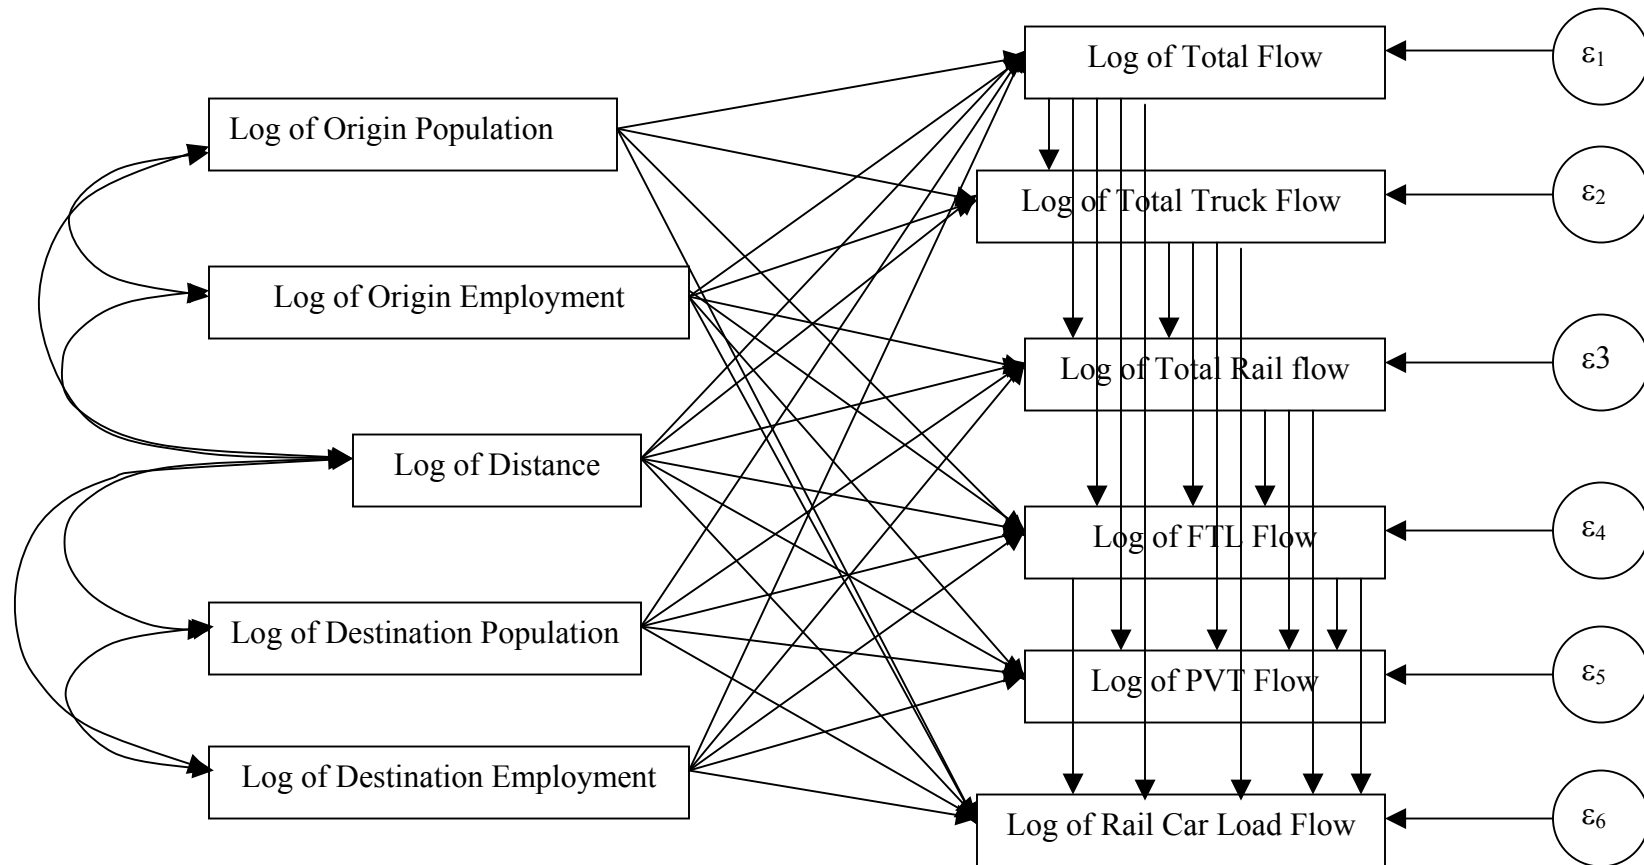 Log of Total Flow
ε1
Log of Origin Population
Log of Total Truck Flow
ε2
Log of Origin Employment
Log of Total Rail flow
ε3
Log of Distance
Log of FTL Flow
ε4
Log of Destination Population
Log of PVT Flow
ε5
Log of Destination Employment
Log of Rail Car Load Flow
ε6